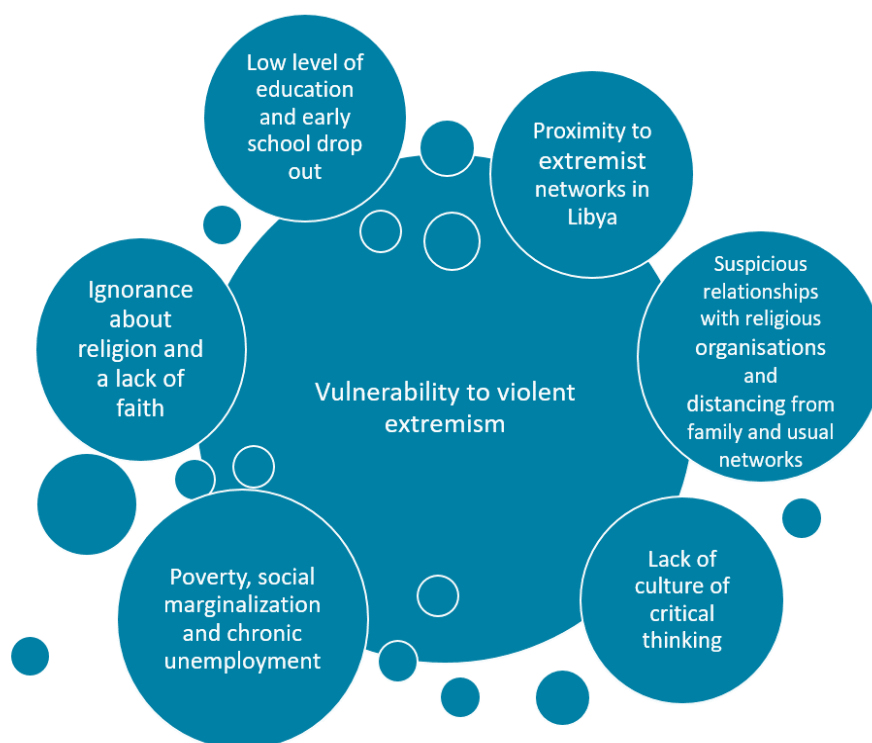 Low level of
education
and early
school drop
out
Proximity to
extremist
networks in
Libya
Suspicious
relationships
with religious
organisations
and
distancing from
family and usual
networks
Ignorance
about
religion and
a lack of
faith
Vulnerability to violent
extremism
Poverty, social
marginalization
and chronic
unemployment
Lack of
culture of
critical
thinking